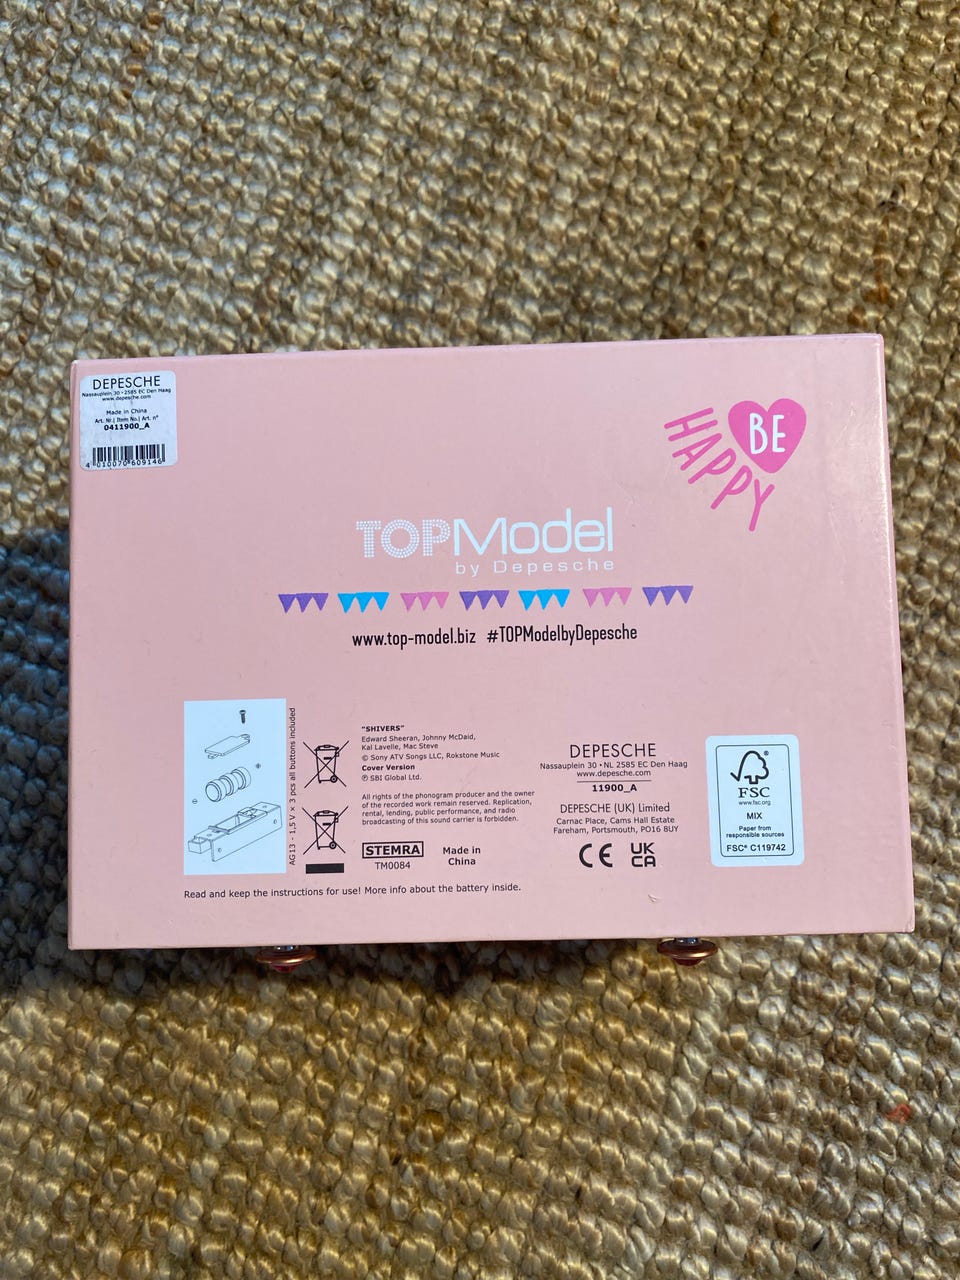 DEPESCHE
Nassauplein 30 • 2585 EC Den Haag
www.depesche.com
Made in China
Art. Nr.| Item No.| Art. n°
0411900_A
4 010070 609146
BE
HAPPY
TOPModel
by Depesche
www.top-model.biz #TOPModelbyDepesche
AG13 - 1,5 V x 3 pcs all buttons included
"SHIVERS"
Edward Sheeran, Johnny McDaid,
Kal Lavelle, Mac Steve
© Sony ATV Songs LLC, Rokstone Music
Cover Version
℗ SBI Global Ltd.
All rights of the phonogram producer and the owner
of the recorded work remain reserved. Replication,
rental, lending, public performance, and radio
broadcasting of this sound carrier is forbidden.
STEMRA
TM0084
Made in
China
Read and keep the instructions for use! More info about the battery inside.
DEPESCHE
Nassauplein 30 • NL 2585 EC Den Haag
www.depesche.com
11900_A
DEPESCHE (UK) Limited
Carnac Place, Cams Hall Estate
Fareham, Portsmouth, PO16 8UY
CE UK
CA
FSC
www.fsc.org
MIX
Paper from
responsible sources
FSC® C119742